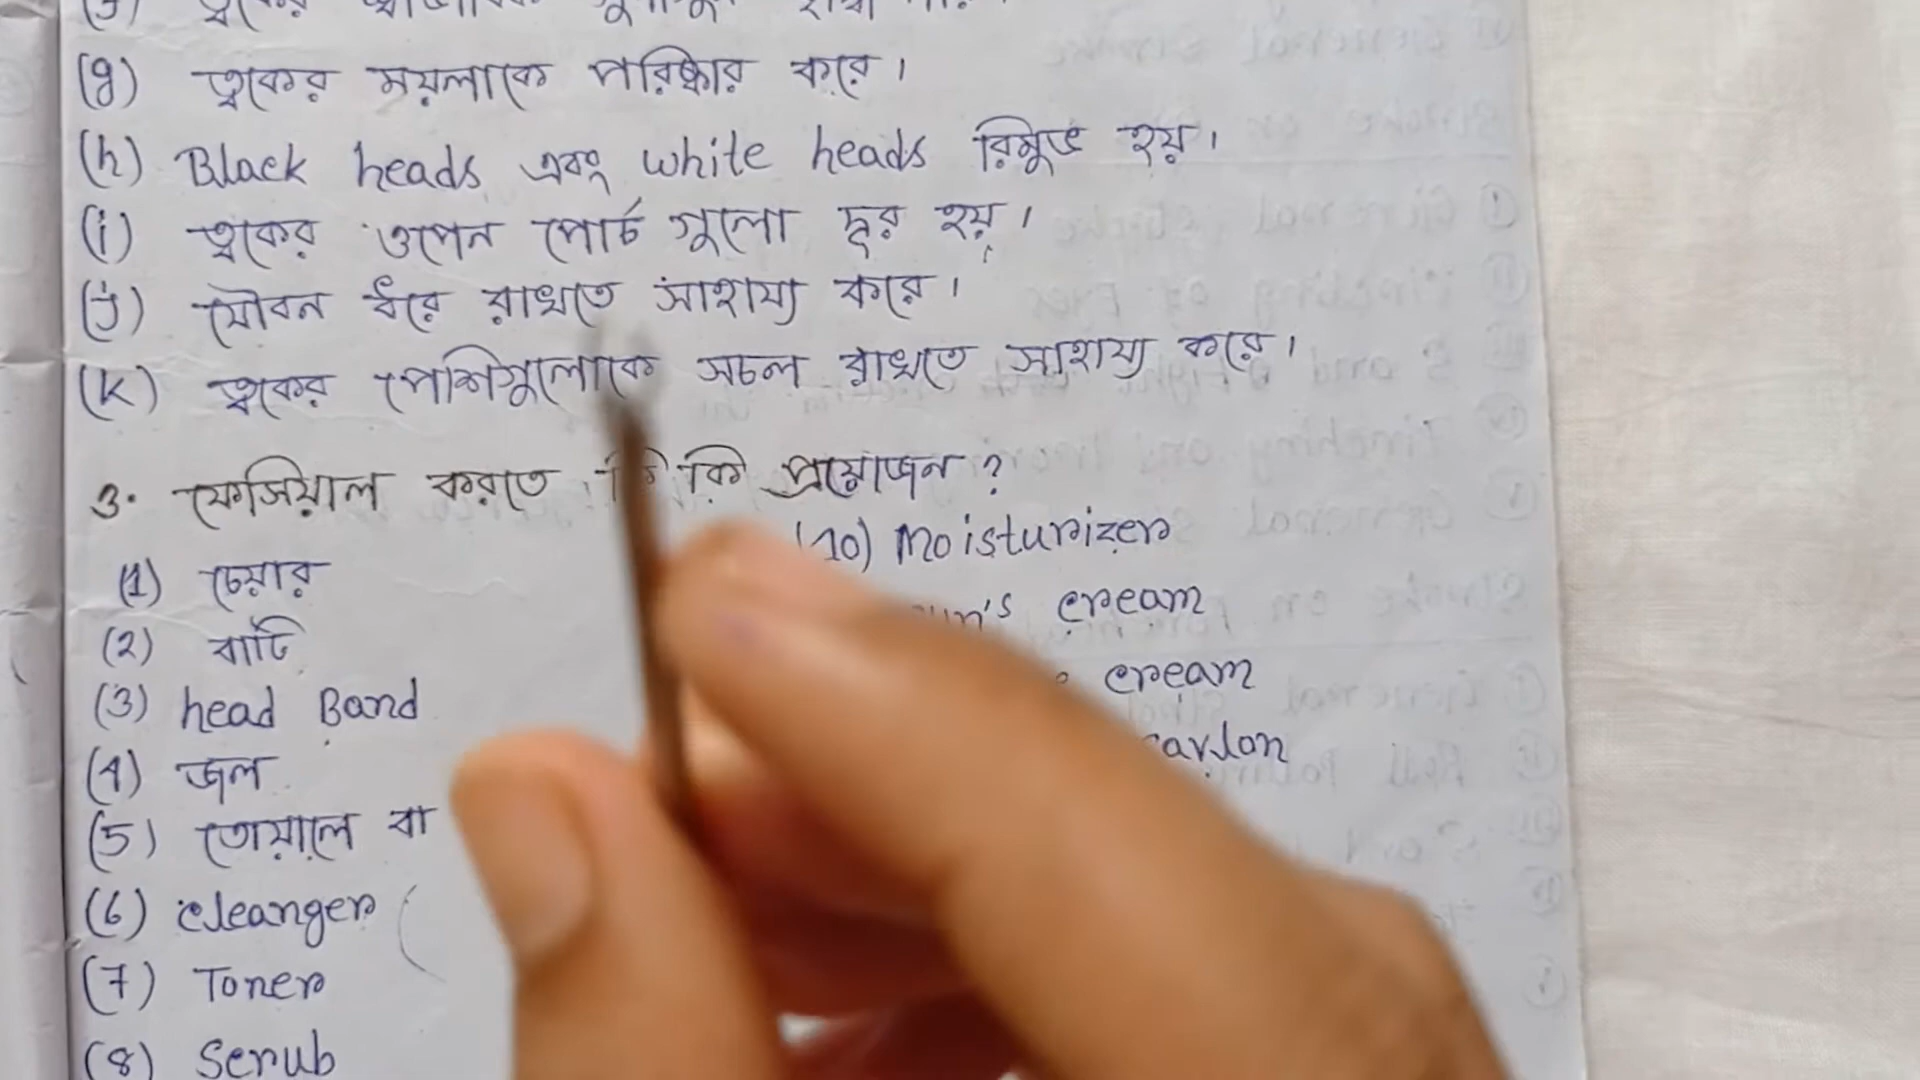 (g) ত্বকের ময়লাকে পরিষ্কার করে।
(h) Black heads এবং white heads রিমুভ হয়।
(i) ত্বকের ওপেন পোর্ট গুলো দূর হয়।
(j) যৌবন ধরে রাখতে সাহায্য করে।
(k) ত্বকের পেশিগুলোকে সচল রাখতে সাহায্য করে।
3. ফেসিয়াল করতে কি প্রয়োজন?
(1) চেয়ার
(2) বাটি
(3) head Band
(4) জল
(5) তোয়ালে বা
(6) cleanger (
(7) Toner
(8) Scrub
(10) Moisturizer
cream
cream